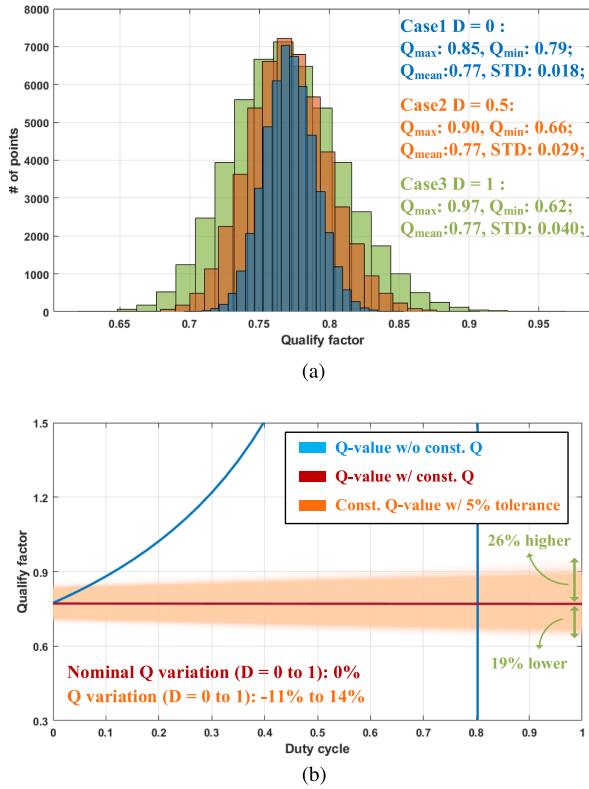 8000
7000
6000
5000
4000
3000
2000
1000
0
# of points
0.65
0.7
0.75
0.8
0.85
0.9
0.95
Qualify factor
Case1 D = 0 :
Qmax: 0.85, Qmin: 0.79;
Qmean:0.77, STD: 0.018;
Case2 D = 0.5:
Qmax: 0.90, Qmin: 0.66;
Qmean:0.77, STD: 0.029;
Case3 D = 1 :
Qmax: 0.97, Qmin: 0.62;
Qmean:0.77, STD: 0.040;
(a)
1.5
1.2
0.9
0.6
0.3
Qualify factor
Q-value w/o const. Q
Q-value w/ const. Q
Const. Q-value w/ 5% tolerance
26% higher
19% lower
Nominal Q variation (D = 0 to 1): 0%
Q variation (D = 0 to 1): -11% to 14%
0
0.1
0.2
0.3
0.4
0.5
0.6
0.7
0.8
0.9
1
Duty cycle
(b)